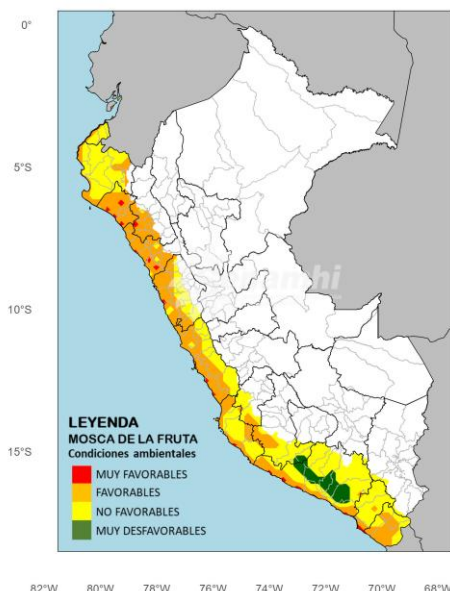 0°
5°S
10°S
15°S
LEYENDA
MOSCA DE LA FRUTA
Condiciones ambientales
MUY FAVORABLES
FAVORABLES
NO FAVORABLES
MUY DESFAVORABLES
82°W 80°W 78°W 76°W 74°W 72°W 70°W 68°W